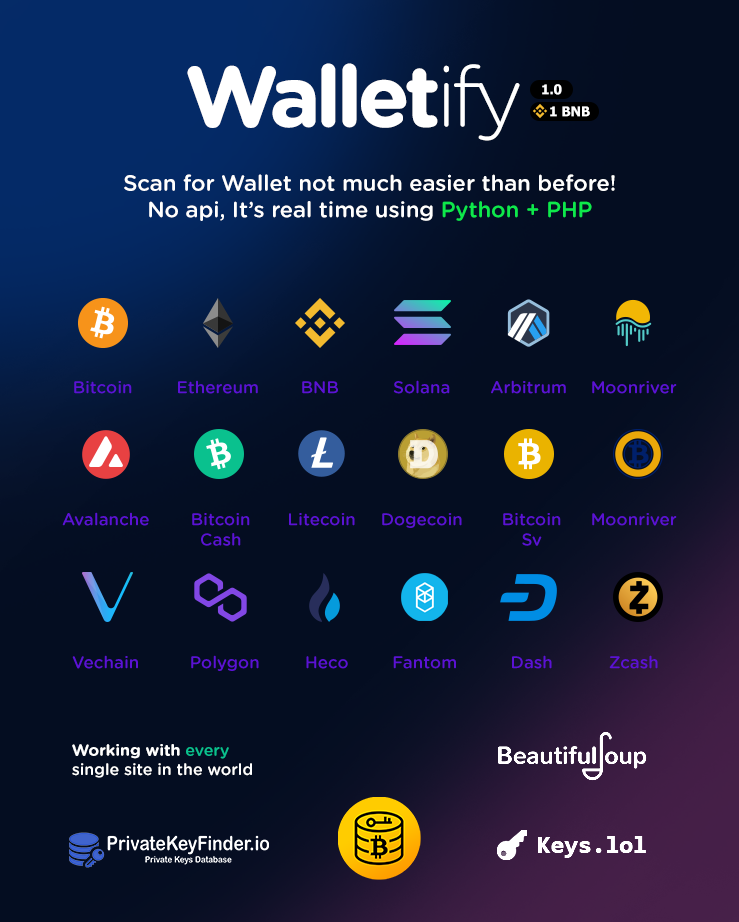 Walletify
1.0
1 BNB
Scan for Wallet not much easier than before!
No api, It's real time using Python + PHP
Bitcoin
Ethereum
BNB
Solana
Arbitrum
Moonriver
Avalanche
Bitcoin
Cash
Litecoin
Dogecoin
Bitcoin
Sv
Moonriver
Vechain
Polygon
Heco
Fantom
Dash
Zcash
Working with every
single site in the world
BeautifulSoup
PrivateKeyFinder.io
Private Keys Database
Keys.lol